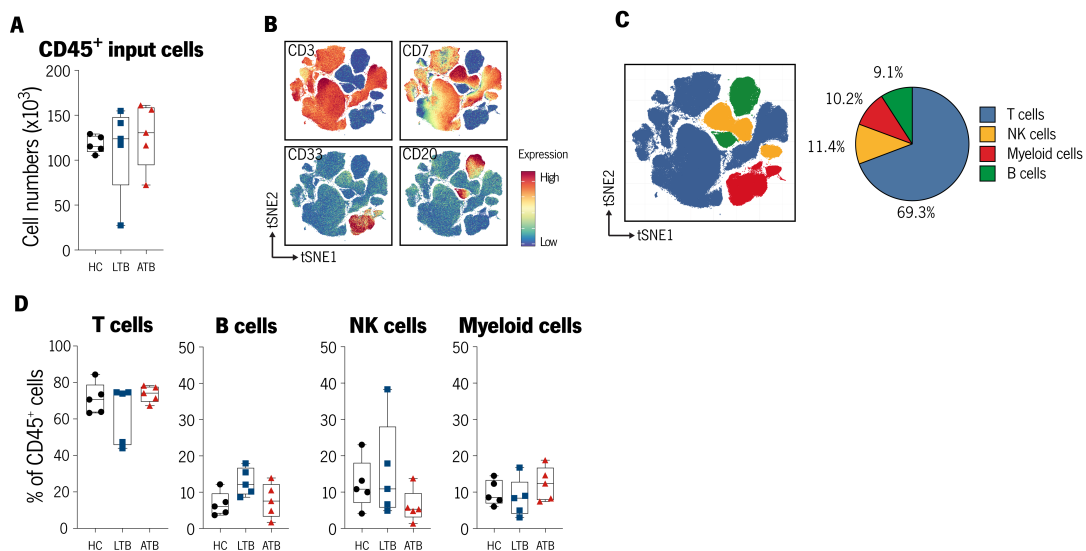 A
CD45⁺ input cells
Cell numbers (x10³)
200
150
100
50
0
HC LTB ATB
B
CD3 CD7
CD33 CD20
Expression
High
Low
tSNE2
tSNE1
C
tSNE2
tSNE1
9.1%
10.2%
11.4%
69.3%
T cells
NK cells
Myeloid cells
B cells
D
T cells B cells NK cells Myeloid cells
% of CD45⁺ cells
100
80
60
40
20
0
HC LTB ATB
50
40
30
20
10
0
HC LTB ATB
50
40
30
20
10
0
HC LTB ATB
50
40
30
20
10
0
HC LTB ATB